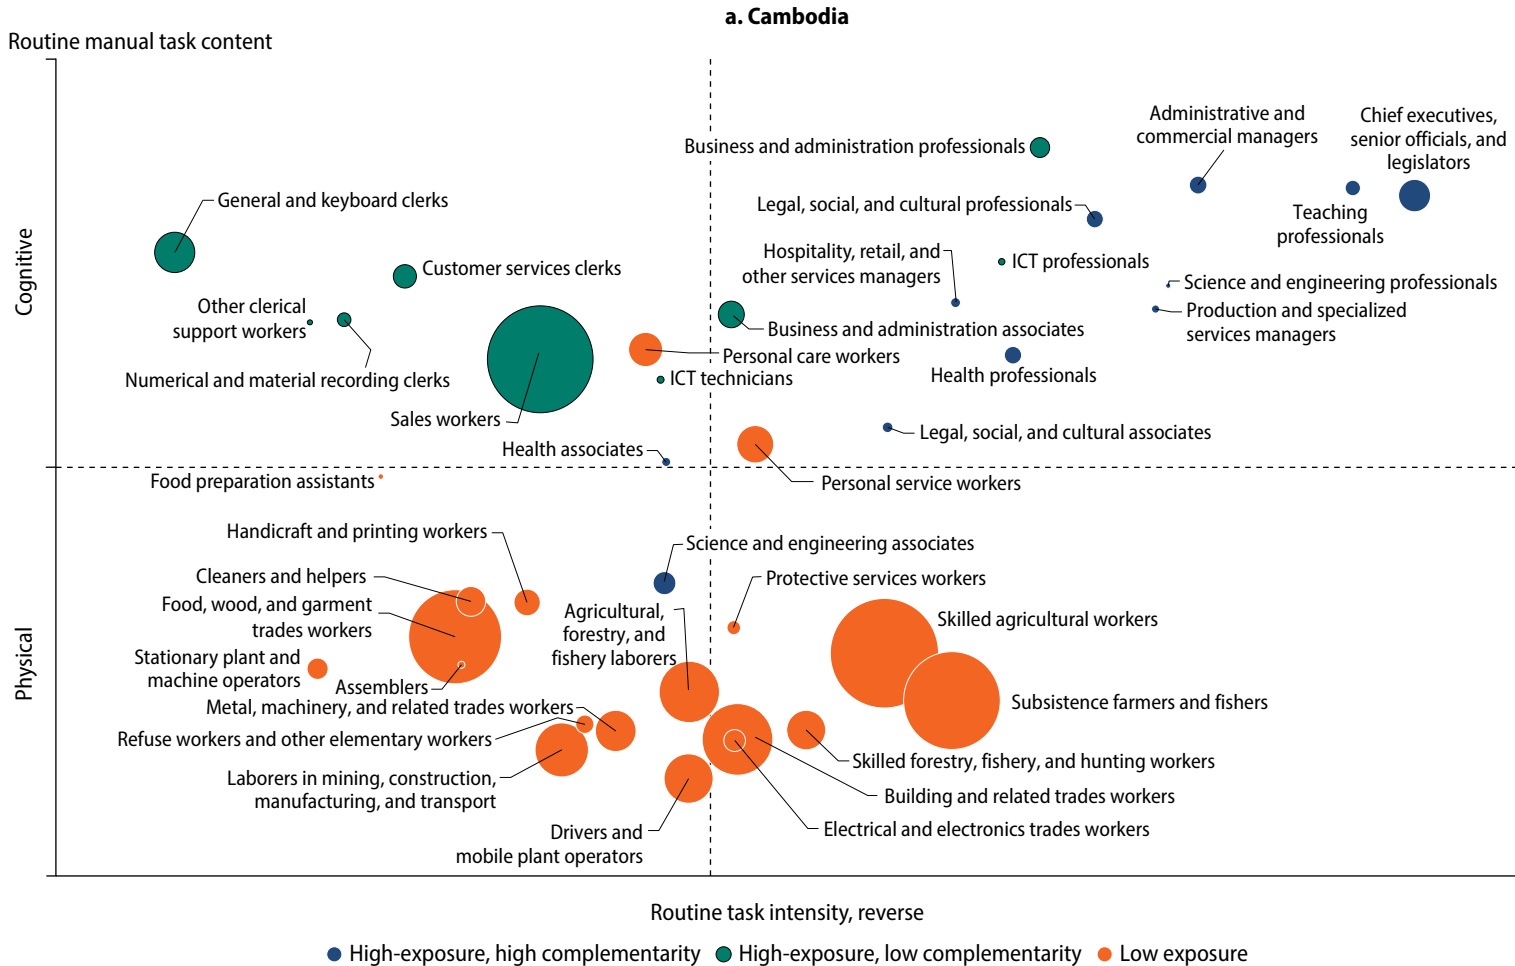 a. Cambodia
Routine manual task content
Cognitive
Physical
Administrative and
commercial managers
Chief executives,
senior officials, and
legislators
Business and administration professionals
General and keyboard clerks
Legal, social, and cultural professionals
Teaching
professionals
Hospitality, retail, and
other services managers
ICT professionals
Customer services clerks
Science and engineering professionals
Other clerical
support workers
Production and specialized
services managers
Business and administration associates
Personal care workers
Numerical and material recording clerks
ICT technicians
Health professionals
Sales workers
Legal, social, and cultural associates
Health associates
Food preparation assistants
Personal service workers
Handicraft and printing workers
Science and engineering associates
Cleaners and helpers
Protective services workers
Food, wood, and garment
trades workers
Agricultural,
forestry, and
fishery laborers
Skilled agricultural workers
Stationary plant and
machine operators
Assemblers
Subsistence farmers and fishers
Metal, machinery, and related trades workers
Refuse workers and other elementary workers
Skilled forestry, fishery, and hunting workers
Laborers in mining, construction,
manufacturing, and transport
Building and related trades workers
Electrical and electronics trades workers
Drivers and
mobile plant operators
Routine task intensity, reverse
High-exposure, high complementarity
High-exposure, low complementarity
Low exposure